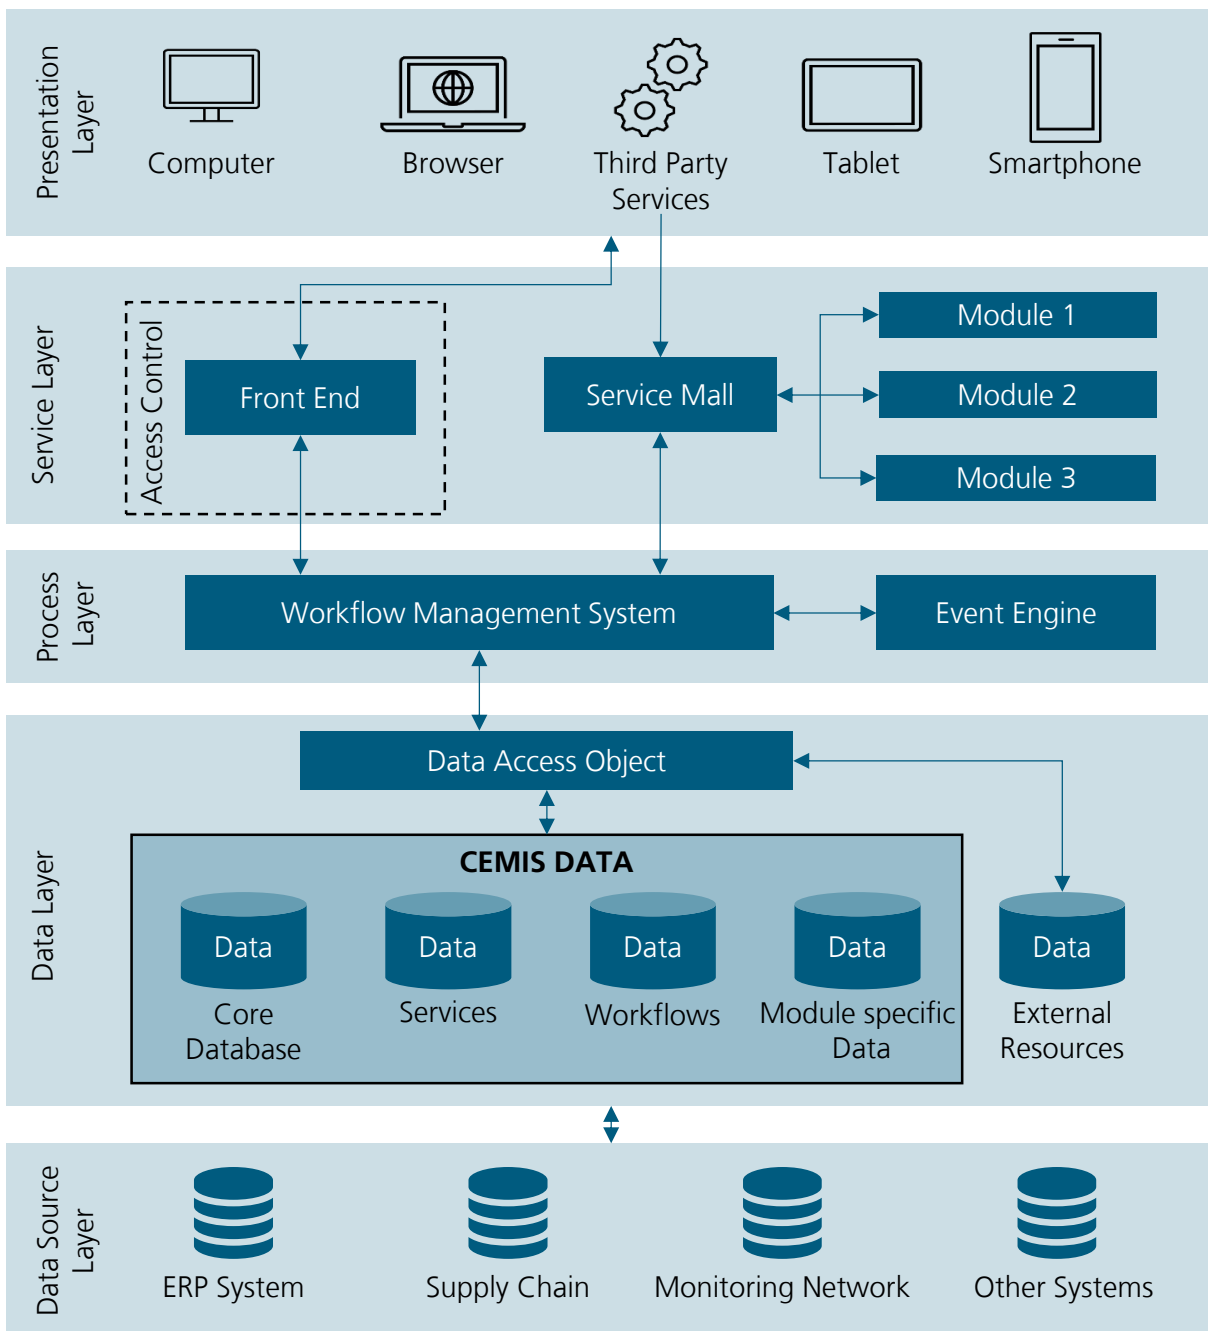 Presentation
Layer
Computer
Browser
Third Party
Services
Tablet
Smartphone
Service Layer
Access Control
Front End
Service Mall
Module 1
Module 2
Module 3
Process
Layer
Workflow Management System
Event Engine
Data Layer
Data Access Object
CEMIS DATA
Data
Core
Database
Data
Services
Data
Workflows
Data
Module specific
Data
Data
External
Resources
Data Source
Layer
ERP System
Supply Chain
Monitoring Network
Other Systems